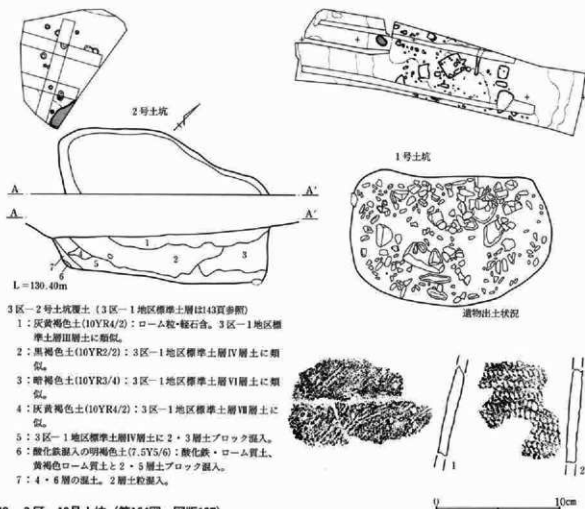 2号土坑
A A'
A A'
1
2
3
5
7
6
L=130.40m
1号土坑
遺物出土状況
3区-2号土坑覆土(3区-1地区標準土層は143頁参照)
1:灰黄褐色土(10YR4/2):ローム粒・軽石含。3区-1地区標
準土層III層土に類似。
2:黒褐色土(10YR2/2):3区-1地区標準土層IV層土に類
似。
3:暗褐色土(10YR3/4):3区-1地区標準土層VI層土に類
似。
4:灰黄褐色土(10YR4/2):3区-1地区標準土層VII層土に
似。
5:3区-1地区標準土層IV層土に2・3層土ブロック混入。
6:酸化鉄混入の明褐色土(7.5Y5/6):酸化鉄・ローム質土、
黄褐色ローム質土と2・5層土ブロック混入。
7:4・6層の混土。2層土粒混入。
1
2
0 10cm